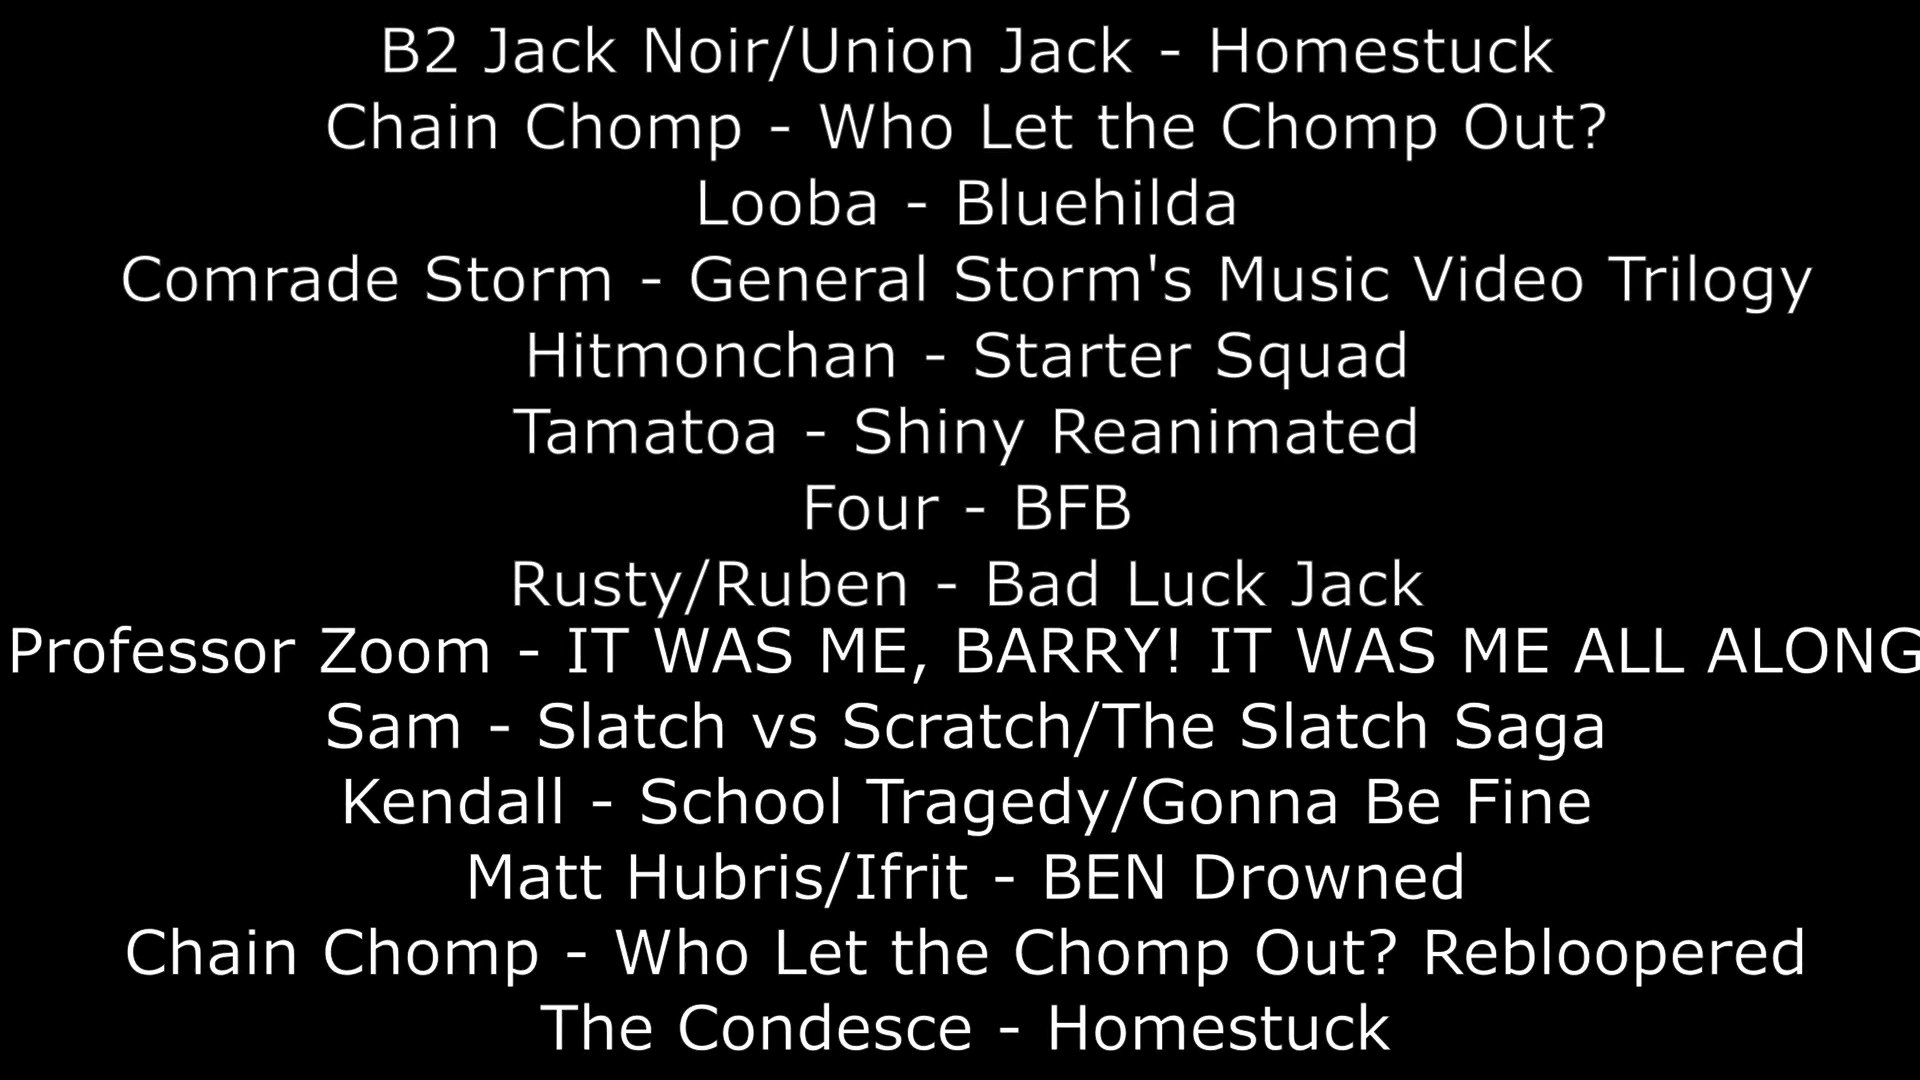 B2 Jack Noir/Union Jack - Homestuck
Chain Chomp - Who Let the Chomp Out?
Looba - Bluehilda
Comrade Storm - General Storm's Music Video Trilogy
Hitmonchan - Starter Squad
Tamatoa - Shiny Reanimated
Four - BFB
Rusty/Ruben - Bad Luck Jack
Professor Zoom - IT WAS ME, BARRY! IT WAS ME ALL ALONG
Sam - Slatch vs Scratch/The Slatch Saga
Kendall - School Tragedy/Gonna Be Fine
Matt Hubris/Ifrit - BEN Drowned
Chain Chomp - Who Let the Chomp Out? Rebloopered
The Condesce - Homestuck